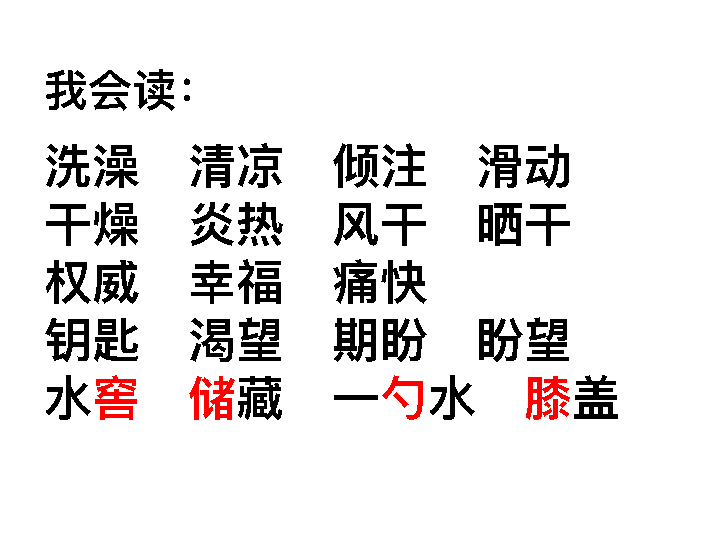 我会读：
洗澡 清凉 倾注 滑动
干燥 炎热 风干 晒干
权威 幸福 痛快
钥匙 渴望 期盼 盼望
水窖 储藏 一勺水 膝盖